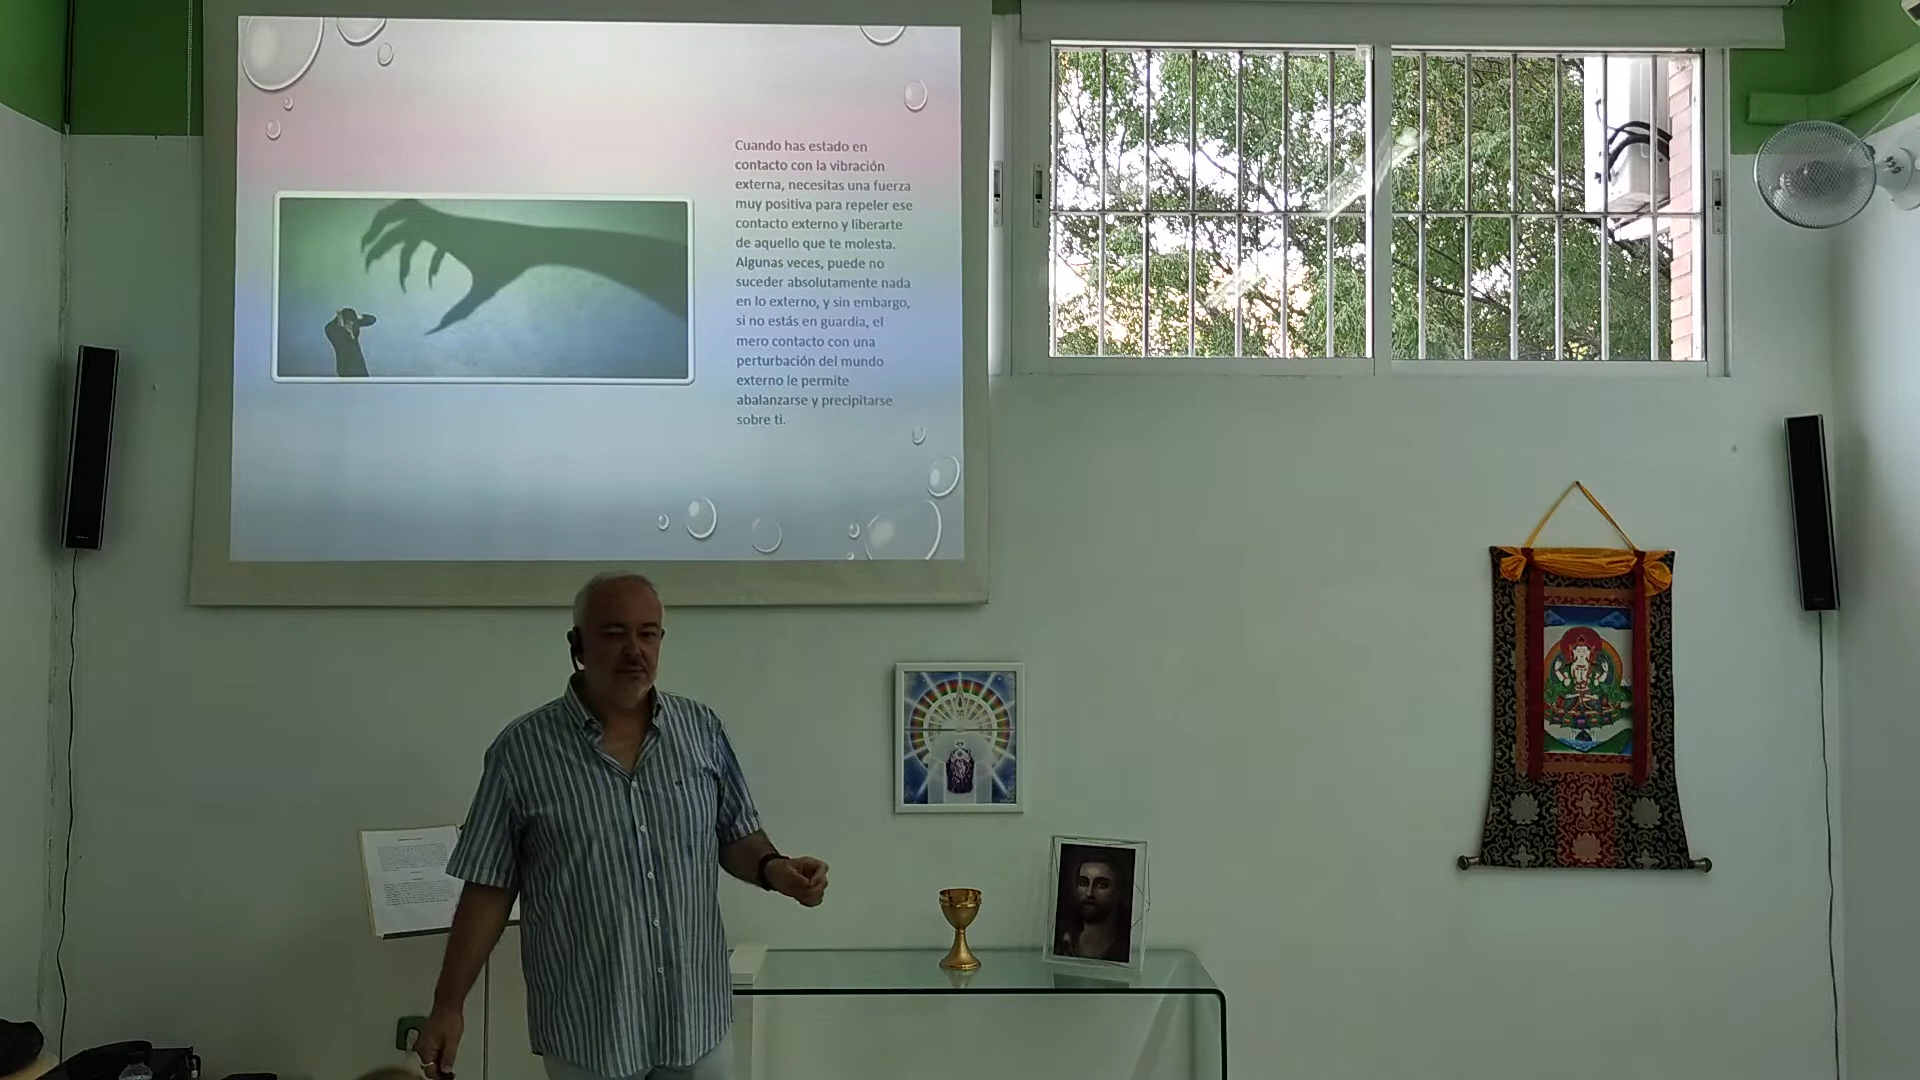 Cuando has estado en
contacto con la vibración
externa, necesitas una fuerza
muy positiva para repeler ese
contacto externo y liberarte
de aquello que te molesta.
Algunas veces, puede no
suceder absolutamente nada
en lo externo, y sin embargo,
si no estás en guardia, el
mero contacto con una
perturbación del mundo
externo le permite
abalanzarse y precipitarse
sobre ti.